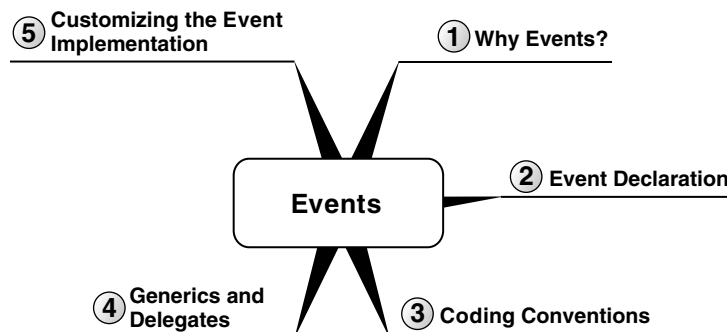 5 Customizing the Event
Implementation
1 Why Events?
2 Event Declaration
Events
4 Generics and
Delegates
3 Coding Conventions